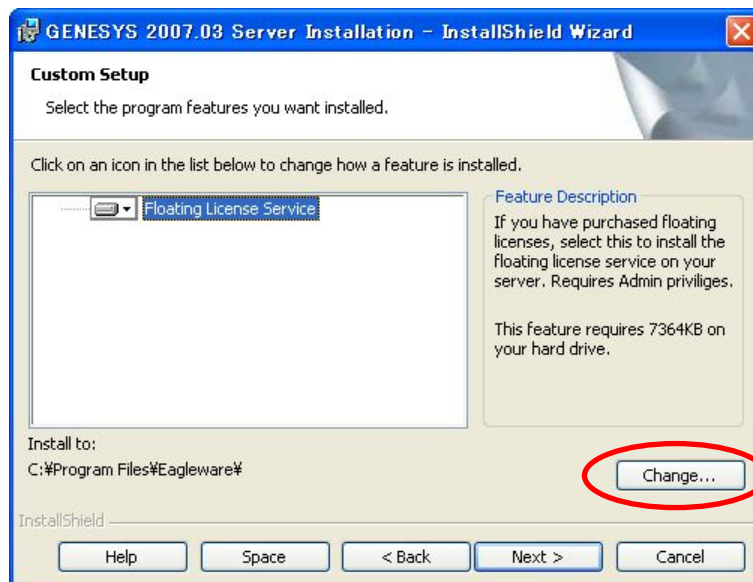 GENESYS 2007.03 Server Installation - InstallShield Wizard
Custom Setup
Select the program features you want installed.
Click on an icon in the list below to change how a feature is installed.
Floating License Service
Feature Description
If you have purchased floating
licenses, select this to install the
floating license service on your
server. Requires Admin priviliges.
This feature requires 7364KB on
your hard drive.
Install to:
C:¥Program Files¥Eagleware¥
Change...
InstallShield
Help
Space
< Back
Next >
Cancel